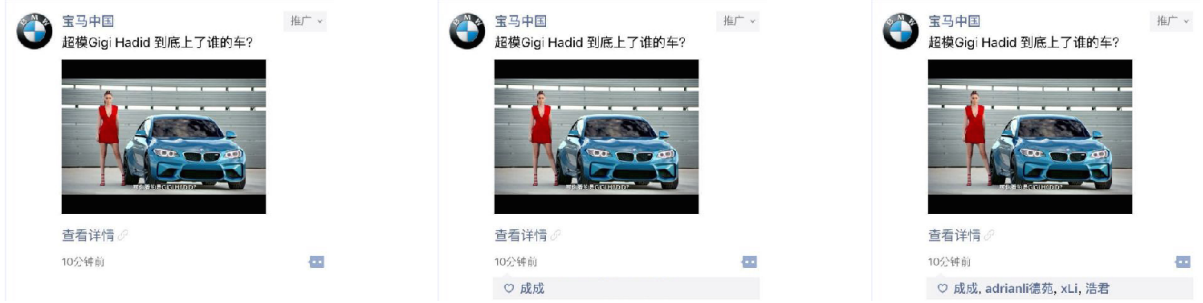 宝马中国
推广
超模Gigi Hadid 到底上了谁的车?
查看详情
10分钟前
宝马中国
推广
超模Gigi Hadid 到底上了谁的车?
查看详情
10分钟前
成成
宝马中国
推广
超模Gigi Hadid 到底上了谁的车?
查看详情
10分钟前
成成, adrianli德苑, xLi, 浩君